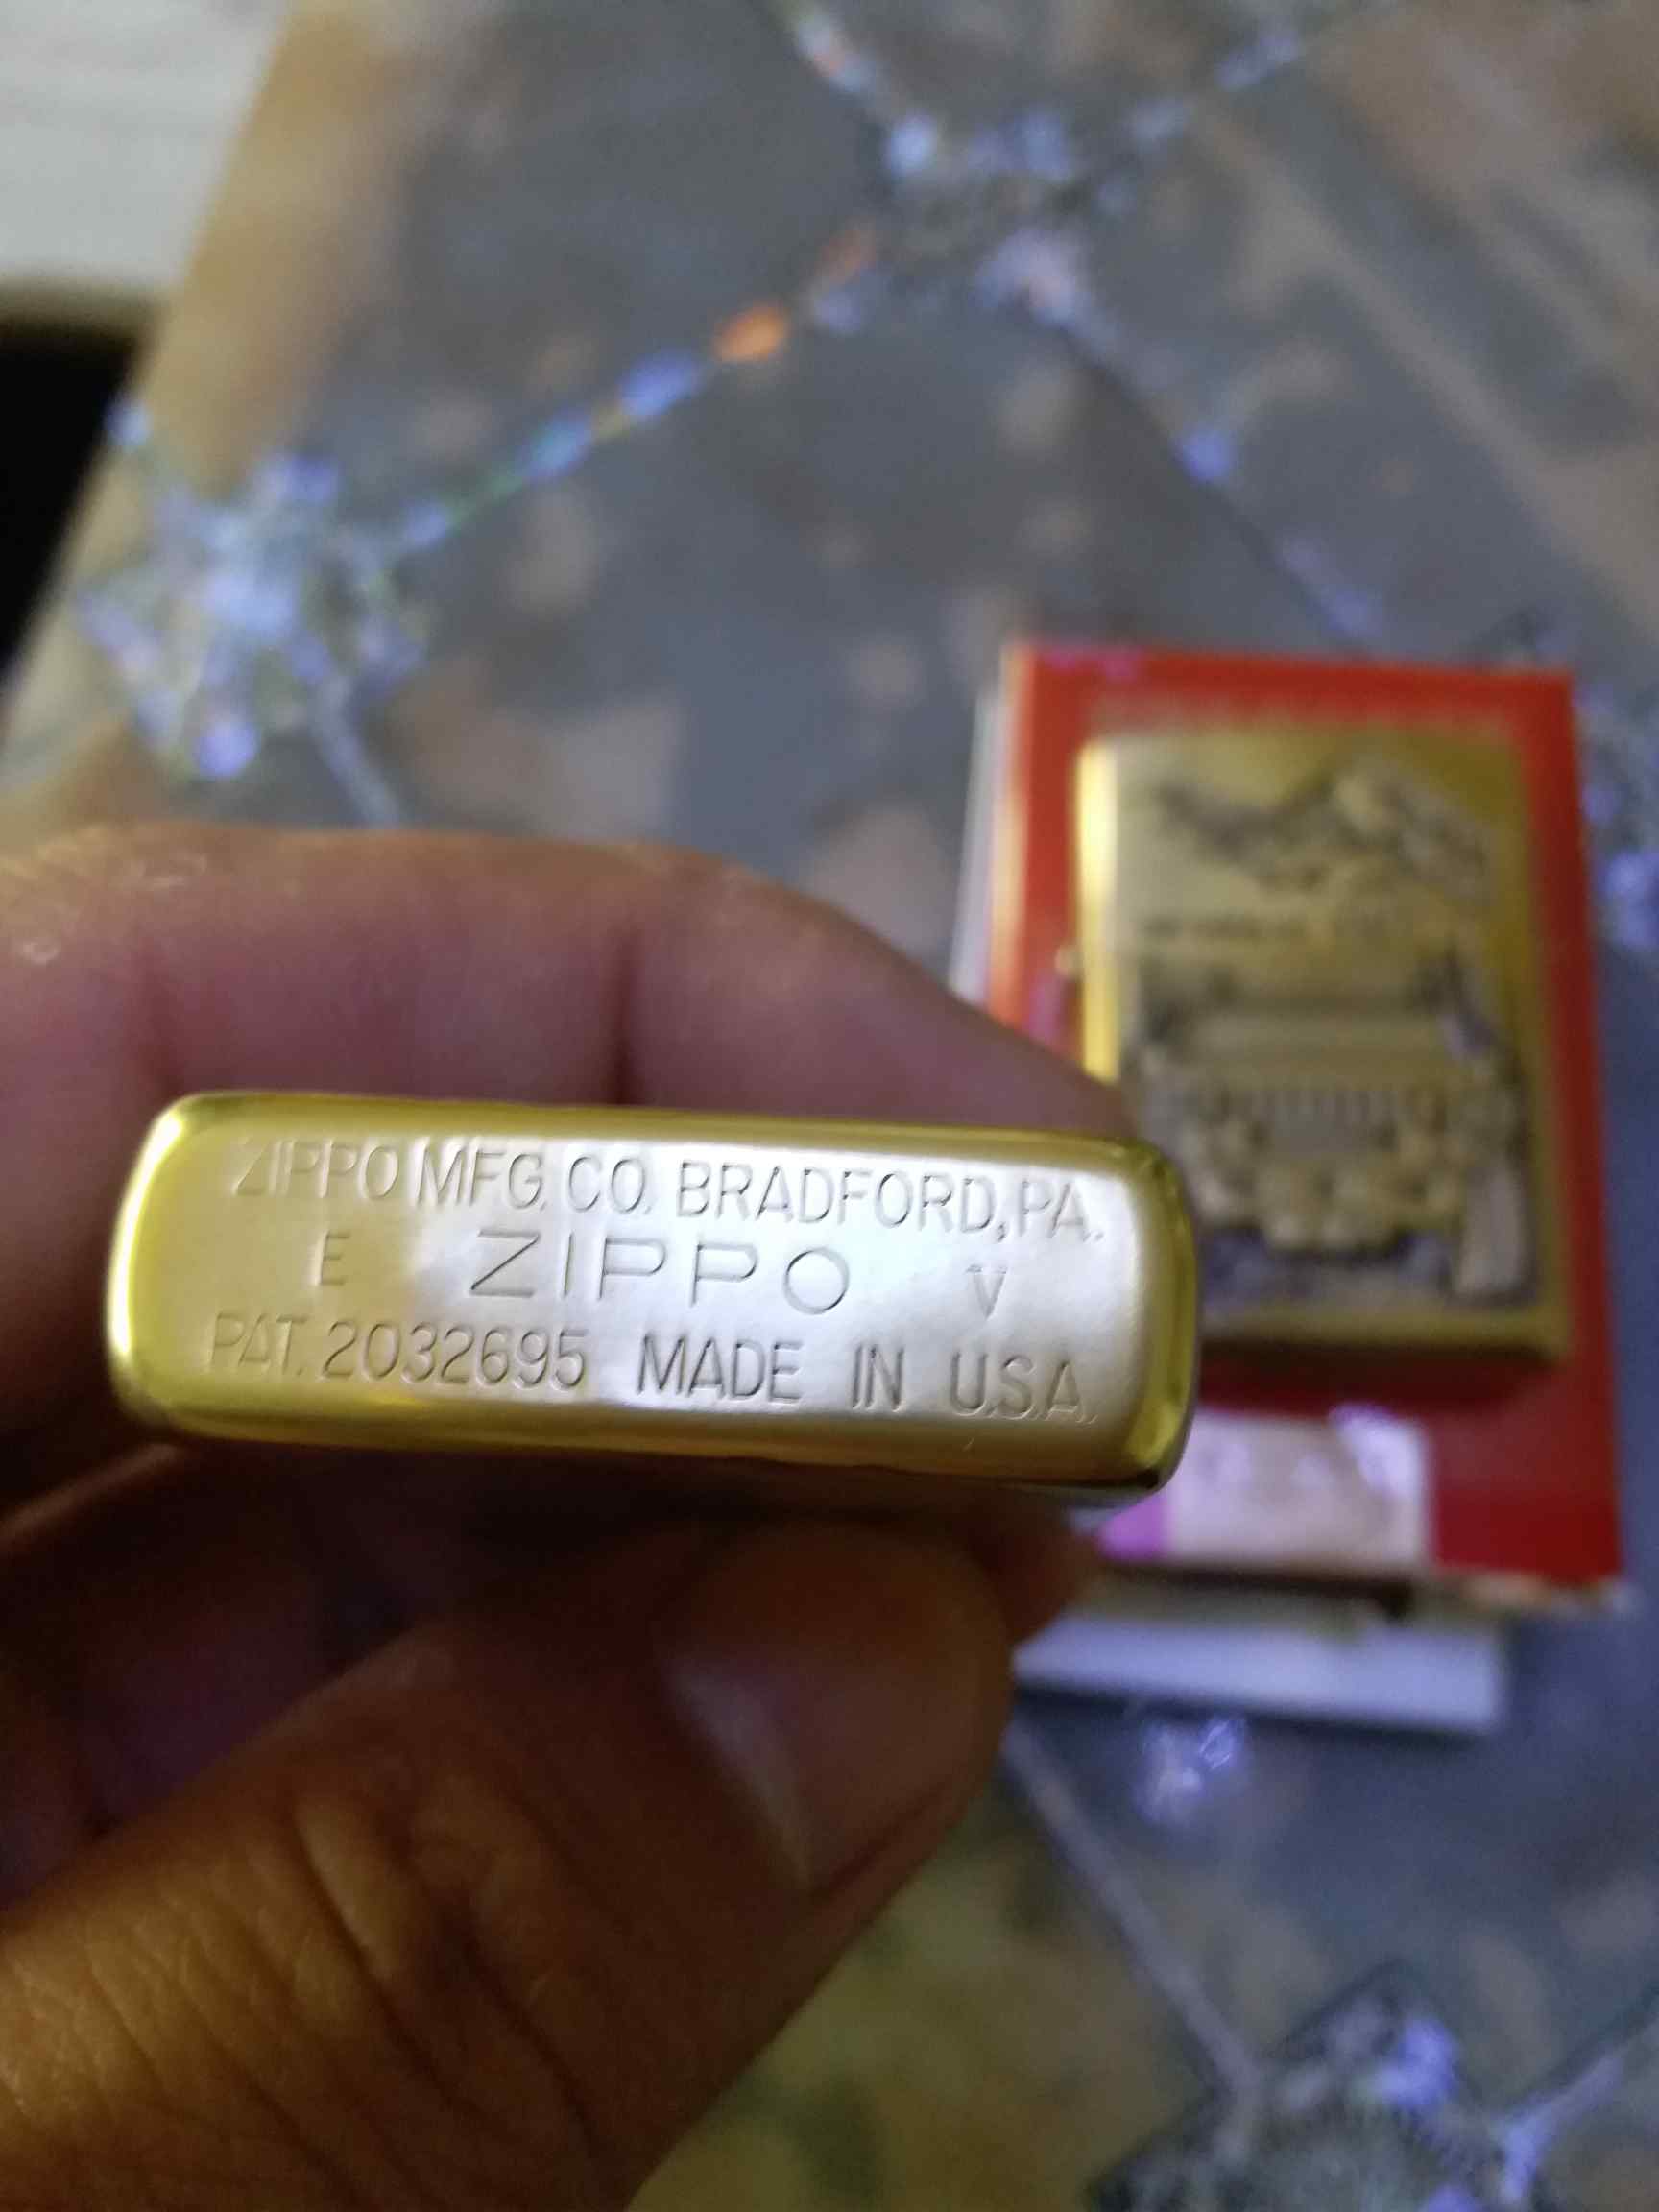 ZIPPO MFG. CO. BRADFORD, PA.
E ZIPPO V
PAT. 2032695 MADE IN U.S.A.